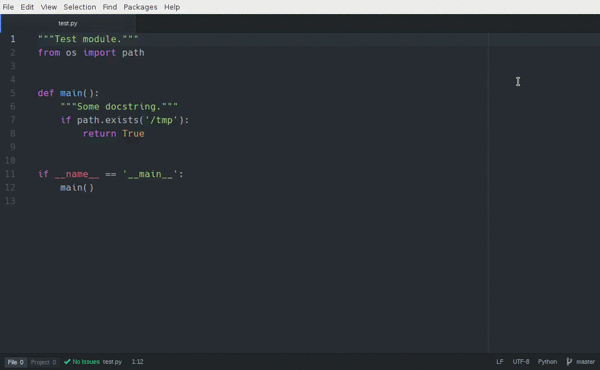 File Edit View Selection Find Packages Help
test.py
1 """Test module."""
2 from os import path
3
4
5 def main():
6     """Some docstring."""
7     if path.exists('/tmp'):
8         return True
9
10
11 if __name__ == '__main__':
12     main()
13
File 0 Project 0 No Issues test.py 1:12 LF UTF-8 Python master